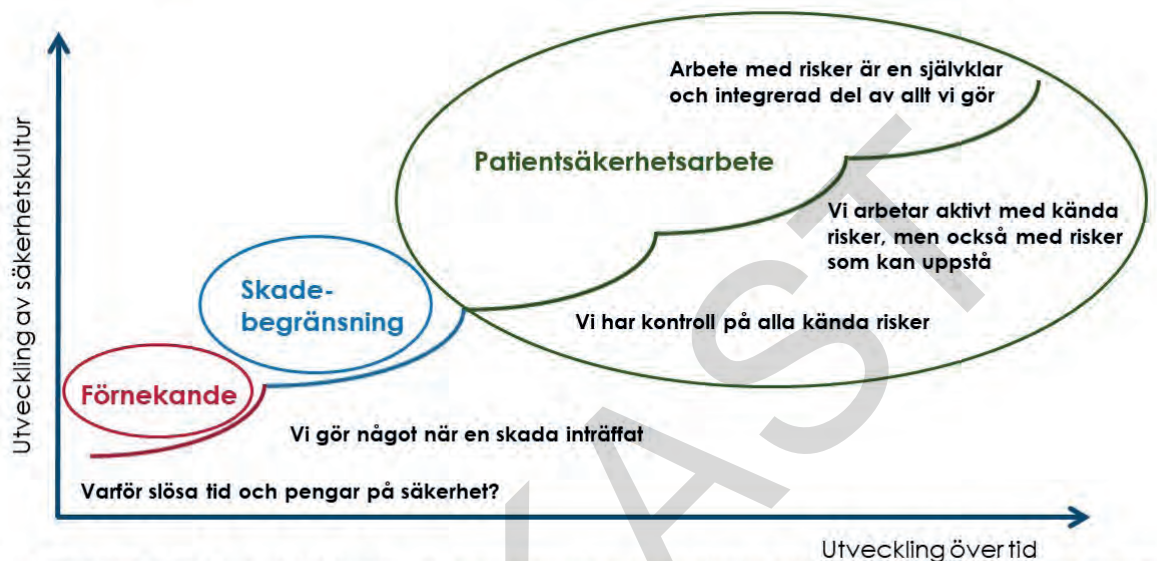 Arbete med risker är en självklar
och integrerad del av allt vi gör
Patientsäkerhetsarbete
Vi arbetar aktivt med kända
risker, men också med risker
som kan uppstå
Skade-
begränsning
Vi har kontroll på alla kända risker
Förnekande
Vi gör något när en skada inträffat
Varför slösa tid och pengar på säkerhet?
Utveckling av säkerhetskultur
Utveckling över tid
KAST